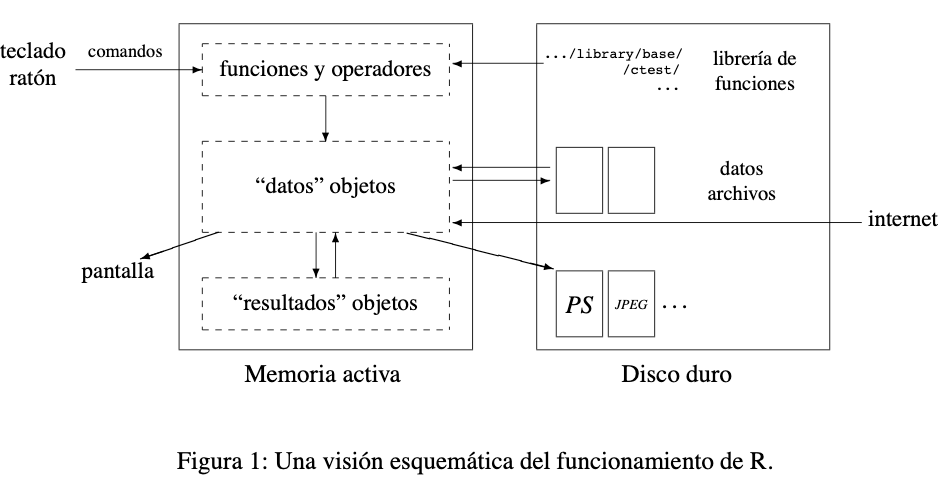 teclado
ratón
comandos
funciones y operadores
.../library/base/
/ctest/
...
librería de
funciones
“datos” objetos
datos
archivos
internet
pantalla
“resultados” objetos
PS
JPEG
...
Memoria activa
Disco duro
Figura 1: Una visión esquemática del funcionamiento de R.